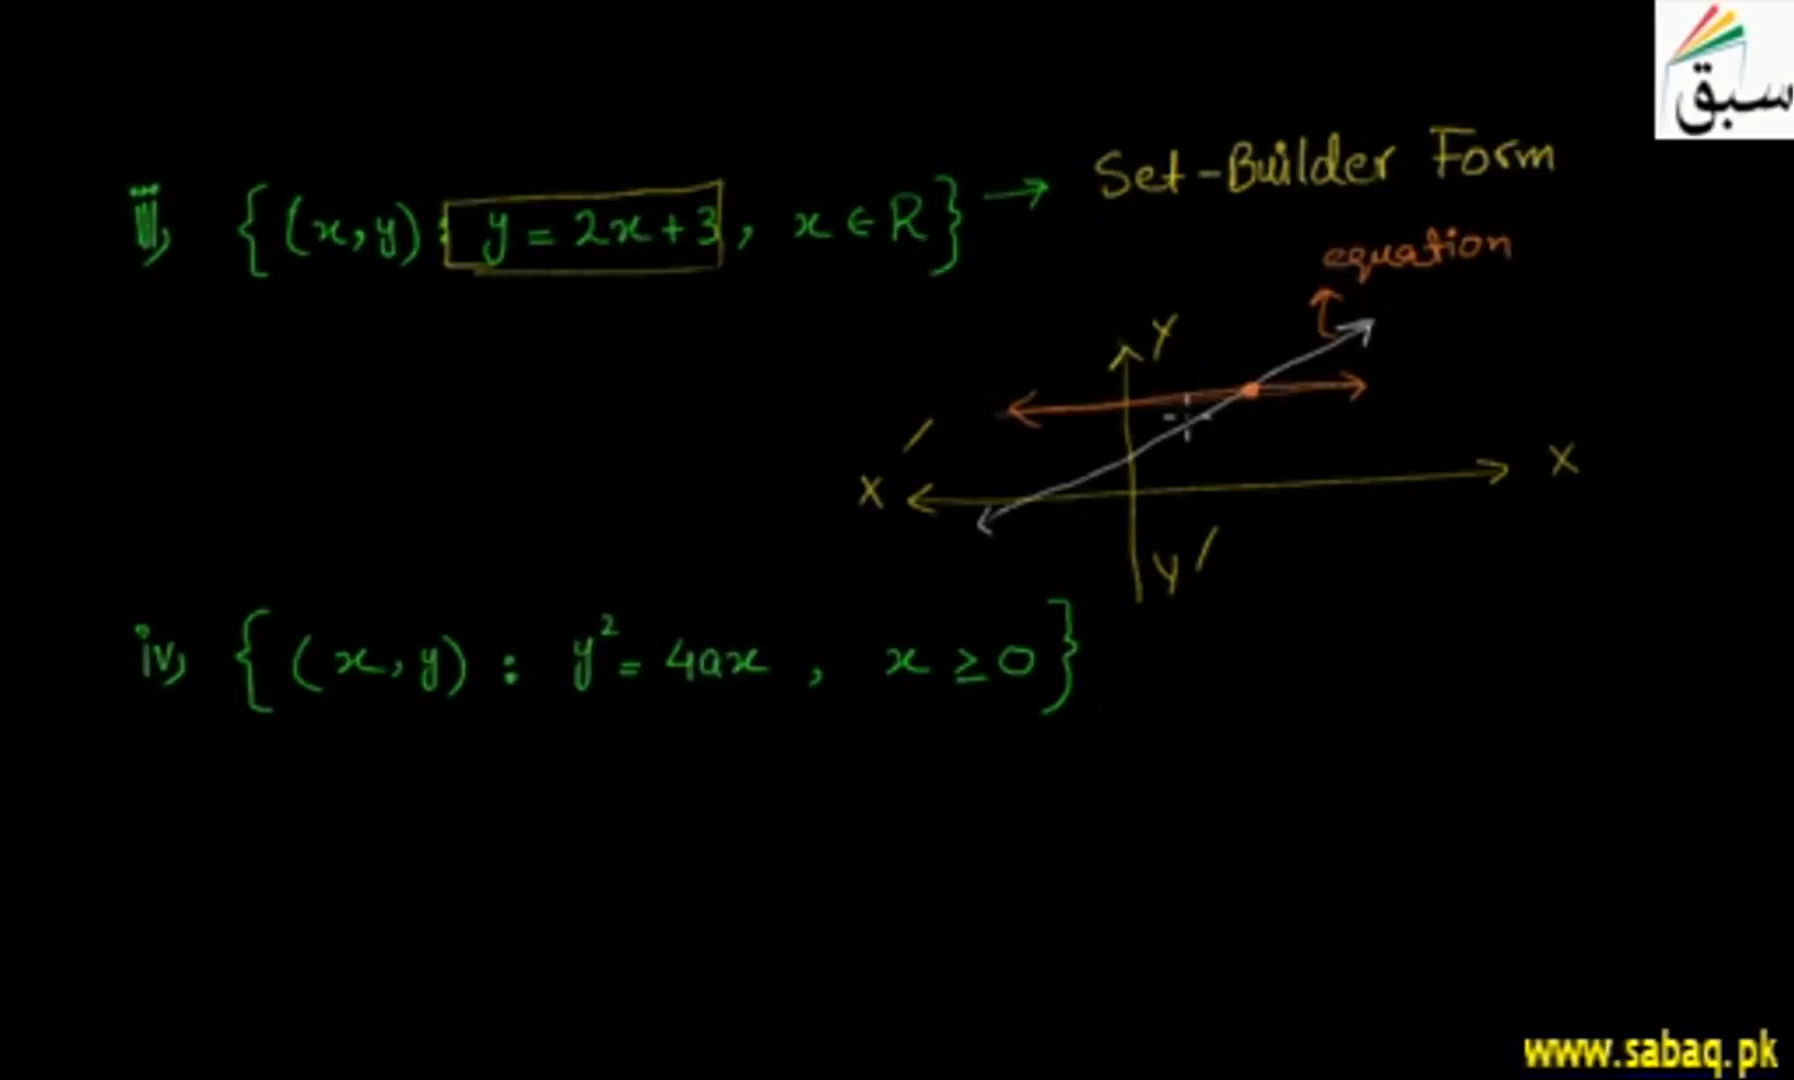 سبق
iii, {(x,y) : y = 2x+3, x ∈ R} → Set-Builder Form
equation
Y
X′ X
Y′
iv, {(x,y) : y² = 4ax , x ≥ 0}
www.sabaq.pk